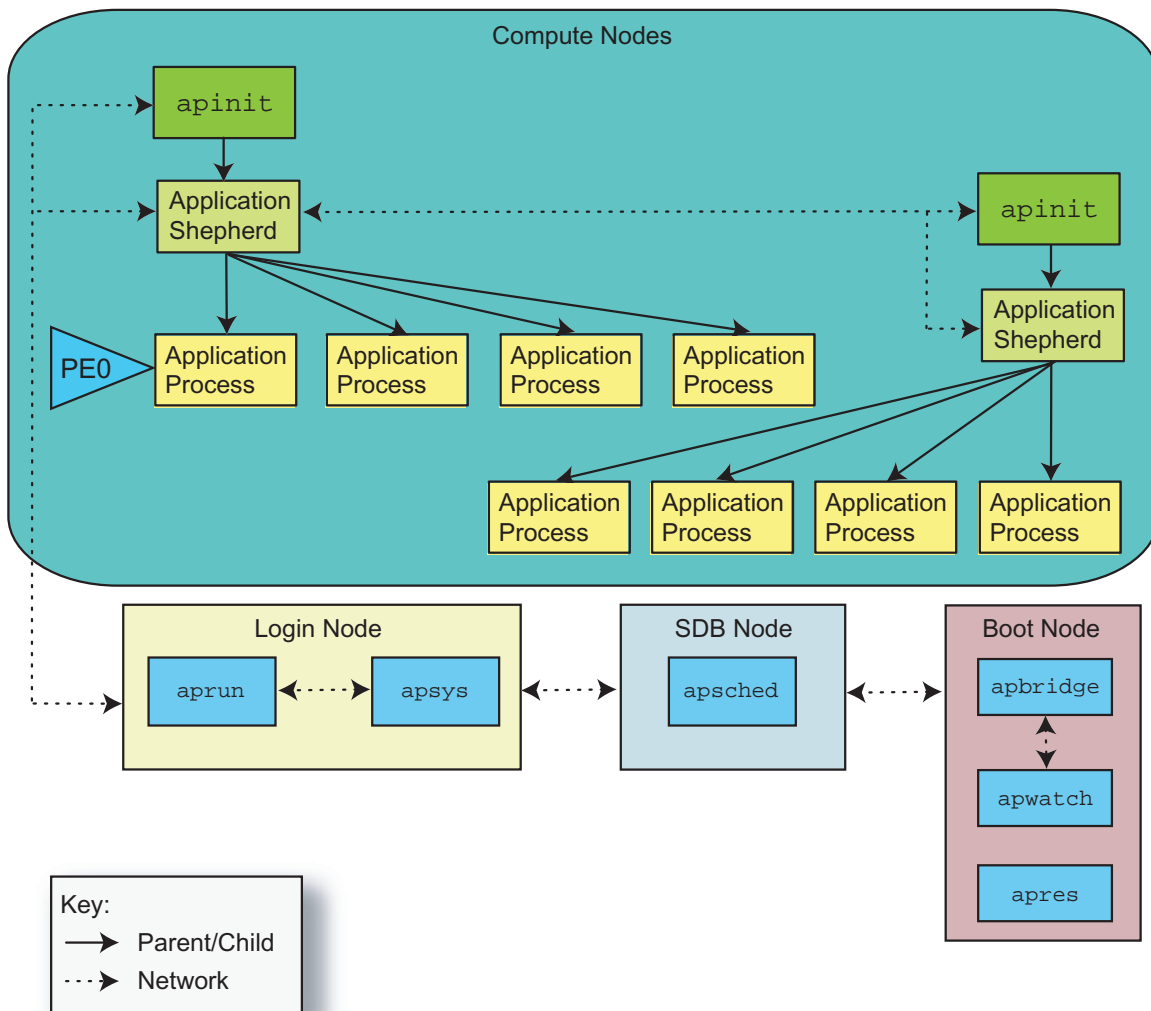 Compute Nodes
apinit
Application
Shepherd
apinit
Application
Shepherd
PE0
Application
Process
Application
Process
Application
Process
Application
Process
Application
Process
Application
Process
Application
Process
Application
Process
Login Node
aprun
apsys
SDB Node
apsched
Boot Node
apbridge
apwatch
apres
Key:
Parent/Child
Network